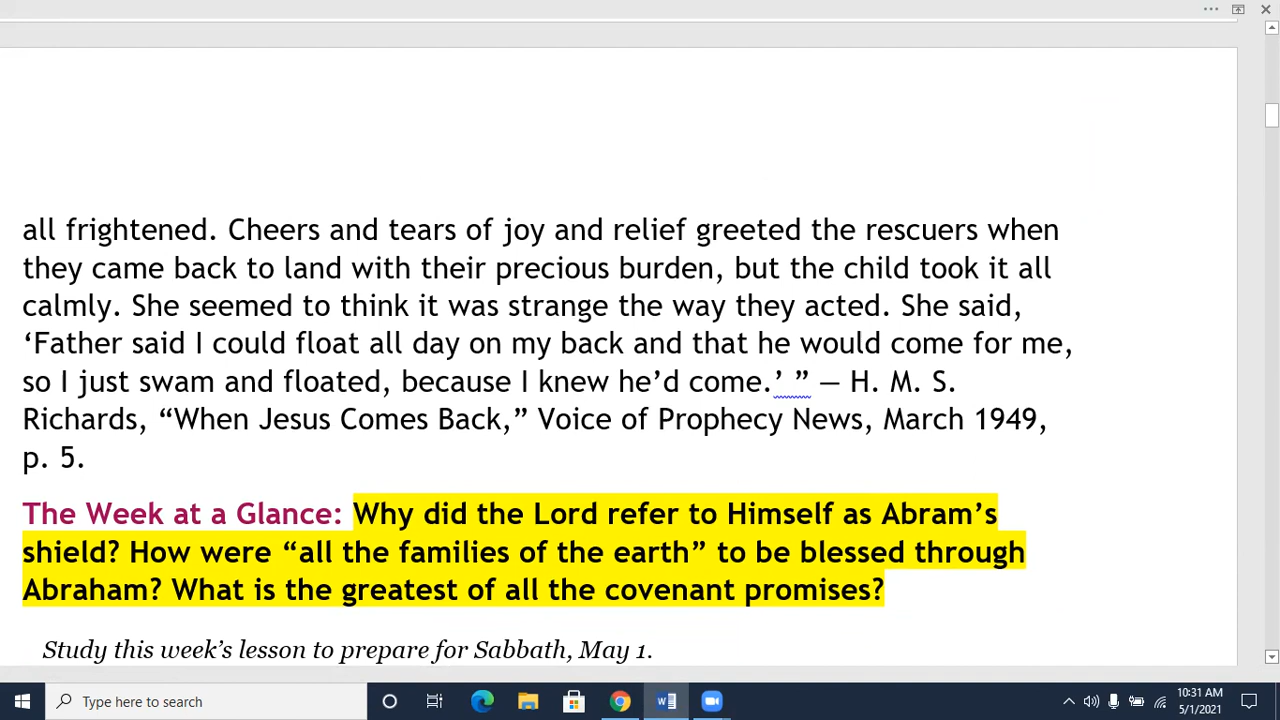 all frightened. Cheers and tears of joy and relief greeted the rescuers when
they came back to land with their precious burden, but the child took it all
calmly. She seemed to think it was strange the way they acted. She said,
‘Father said I could float all day on my back and that he would come for me,
so I just swam and floated, because I knew he’d come.’ ” — H. M. S.
Richards, “When Jesus Comes Back,” Voice of Prophecy News, March 1949,
p. 5.
The Week at a Glance: Why did the Lord refer to Himself as Abram’s
shield? How were “all the families of the earth” to be blessed through
Abraham? What is the greatest of all the covenant promises?
Study this week’s lesson to prepare for Sabbath, May 1.
Type here to search
10:31 AM
5/1/2021